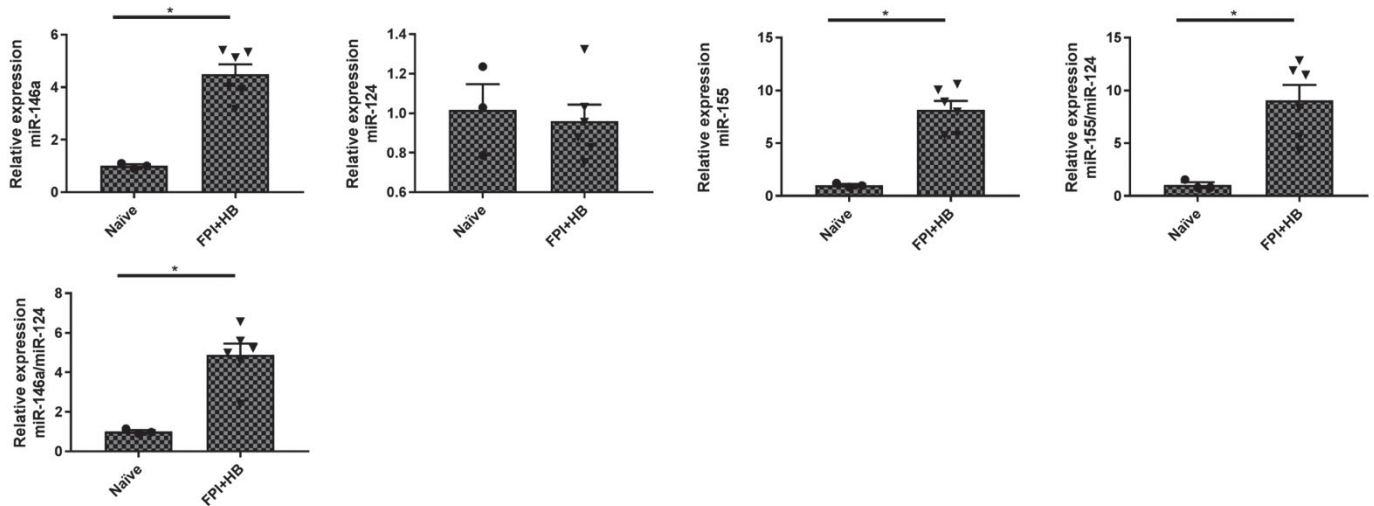 *
Relative expression
miR-146a
6
4
2
0
Naïve
FPI+HB
Relative expression
miR-124
1.4
1.2
1.0
0.8
0.6
Naïve
FPI+HB
*
Relative expression
miR-155
15
10
5
0
Naïve
FPI+HB
*
Relative expression
miR-155/miR-124
15
10
5
0
Naïve
FPI+HB
*
Relative expression
miR-146a/miR-124
8
6
4
2
0
Naïve
FPI+HB